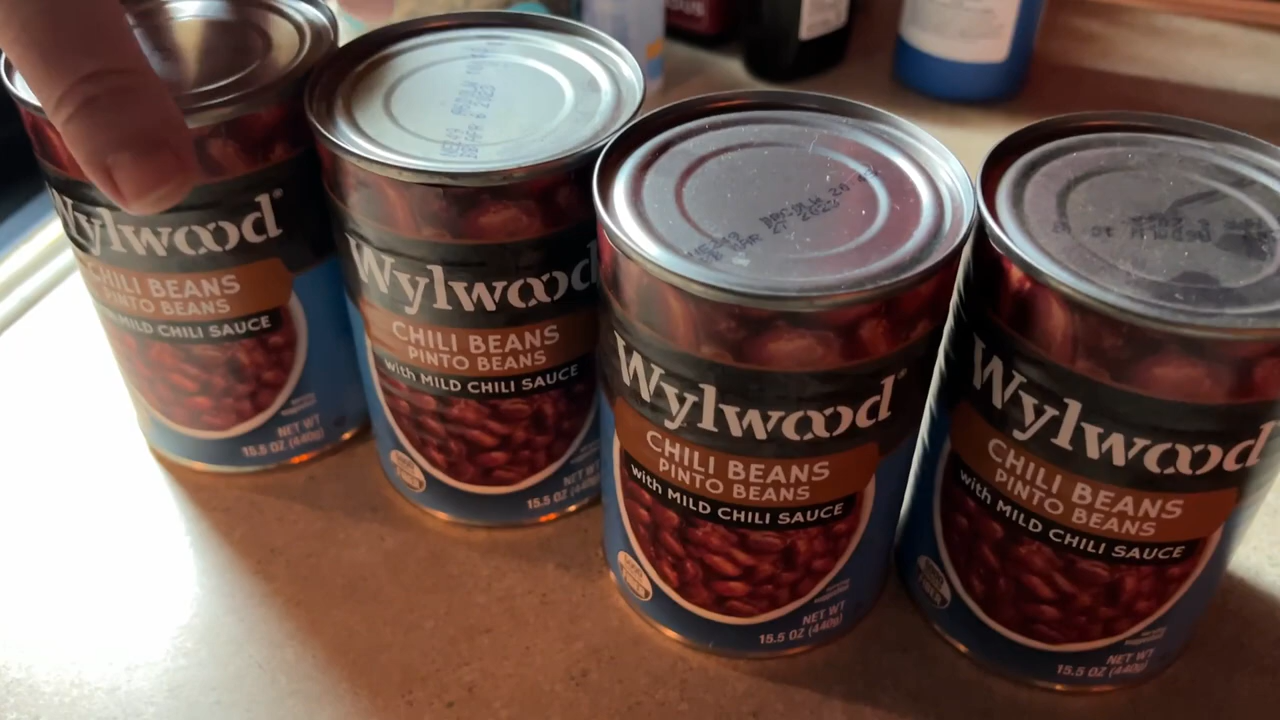 Wylwood®
CHILI BEANS
PINTO BEANS
MILD CHILI SAUCE
NET WT
15.5 OZ (440g)
Wylwood
CHILI BEANS
PINTO BEANS
with MILD CHILI SAUCE
NET WT
15.5 OZ (440g)
Wylwood®
CHILI BEANS
PINTO BEANS
with MILD CHILI SAUCE
NET WT
15.5 OZ (440g)
Wylwood
CHILI BEANS
PINTO BEANS
with MILD CHILI SAUCE
NET WT
15.5 OZ (440g)